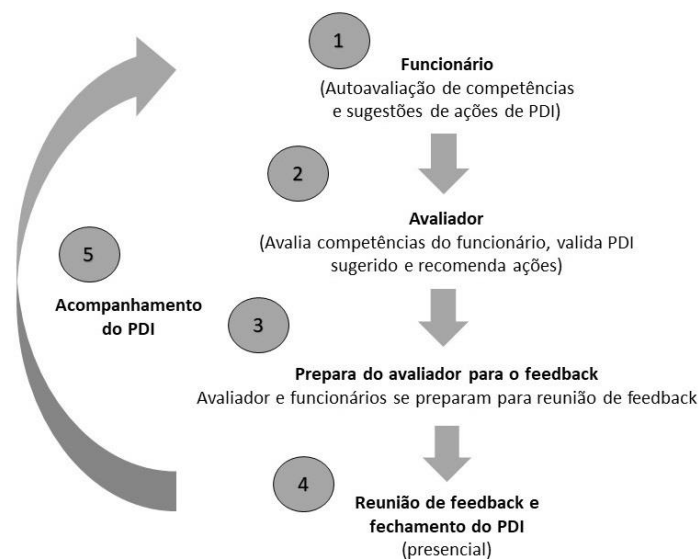 1
Funcionário
(Autoavaliação de competências
e sugestões de ações de PDI)
2
Avaliador
(Avalia competências do funcionário, valida PDI
sugerido e recomenda ações)
3
Prepara do avaliador para o feedback
Avaliador e funcionários se preparam para reunião de feedback
4
Reunião de feedback e
fechamento do PDI
(presencial)
5
Acompanhamento
do PDI